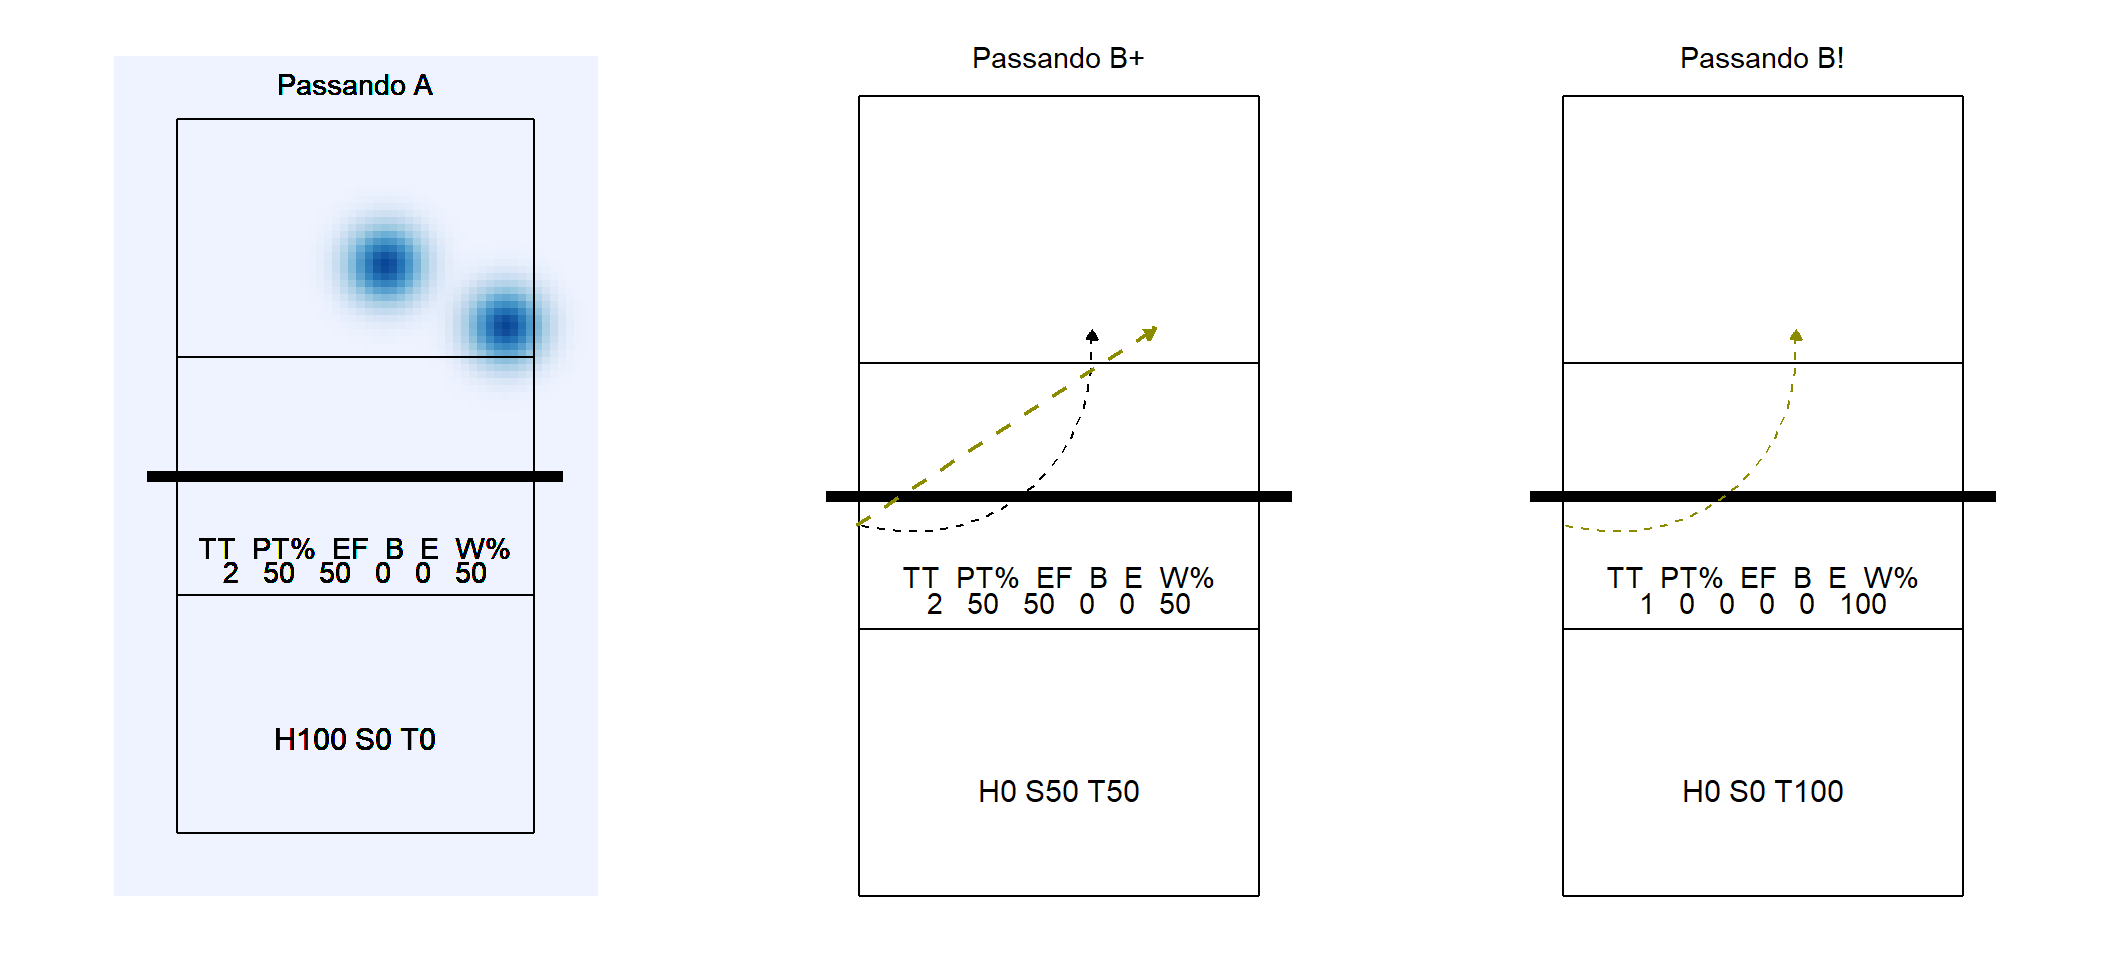 Passando A
TT PT% EF B E W%
2 50 50 0 0 50
H100 S0 T0
Passando B+
TT PT% EF B E W%
2 50 50 0 0 50
H0 S50 T50
Passando B!
TT PT% EF B E W%
1 0 0 0 0 100
H0 S0 T100